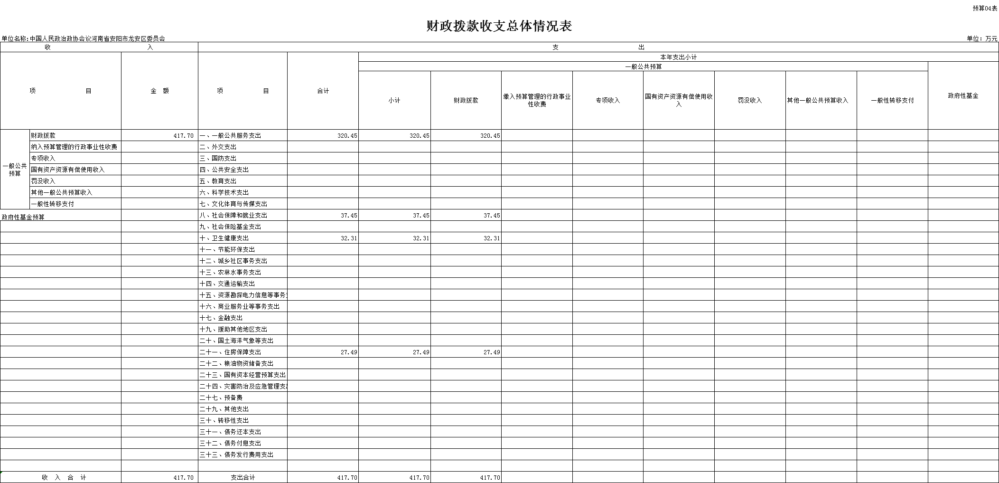 预算04表
财政拨款收支总体情况表
单位名称:中国人民政治政协会议河南省安阳市龙安区委员会 单位：万元
收 入 支 出
本年支出小计
一般公共预算
项 目 金 额 项 目 合计 小计 财政拨款 缴入预算管理的行政事业性收费 专项收入 国有资产资源有偿使用收入 罚没收入 其他一般公共预算收入 一般性转移支付 政府性基金
一般公共预算
财政拨款 417.70 一、一般公共服务支出 320.45 320.45 320.45
纳入预算管理的行政事业性收费 二、外交支出
专项收入 三、国防支出
国有资产资源有偿使用收入 四、公共安全支出
罚没收入 五、教育支出
其他一般公共预算收入 六、科学技术支出
一般性转移支付 七、文化体育与传媒支出
政府性基金预算 八、社会保障和就业支出 37.45 37.45 37.45
九、社会保险基金支出
十、卫生健康支出 32.31 32.31 32.31
十一、节能环保支出
十二、城乡社区事务支出
十三、农林水事务支出
十四、交通运输支出
十五、资源勘探电力信息等事务
十六、商业服务业等事务支出
十七、金融支出
十九、援助其他地区支出
二十、国土海洋气象等支出
二十一、住房保障支出 27.49 27.49 27.49
二十二、粮油物资储备支出
二十三、国有资本经营预算支出
二十四、灾害防治及应急管理支
二十七、预备费
二十九、其他支出
三十、转移性支出
三十一、债务还本支出
三十二、债务付息支出
三十三、债务发行费用支出
收 入 合 计 417.70 支出合计 417.70 417.70 417.70